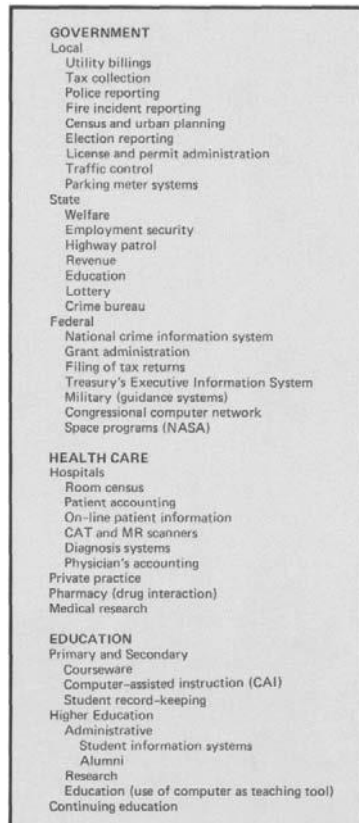 GOVERNMENT
Local
Utility billings
Tax collection
Police reporting
Fire incident reporting
Census and urban planning
Election reporting
License and permit administration
Traffic control
Parking meter systems
State
Welfare
Employment security
Highway patrol
Revenue
Education
Lottery
Crime bureau
Federal
National crime information system
Grant administration
Filing of tax returns
Treasury's Executive Information System
Military (guidance systems)
Congressional computer network
Space programs (NASA)
HEALTH CARE
Hospitals
Room census
Patient accounting
On-line patient information
CAT and MR scanners
Diagnosis systems
Physician's accounting
Private practice
Pharmacy (drug interaction)
Medical research
EDUCATION
Primary and Secondary
Courseware
Computer-assisted instruction (CAI)
Student record-keeping
Higher Education
Administrative
Student information systems
Alumni
Research
Education (use of computer as teaching tool)
Continuing education